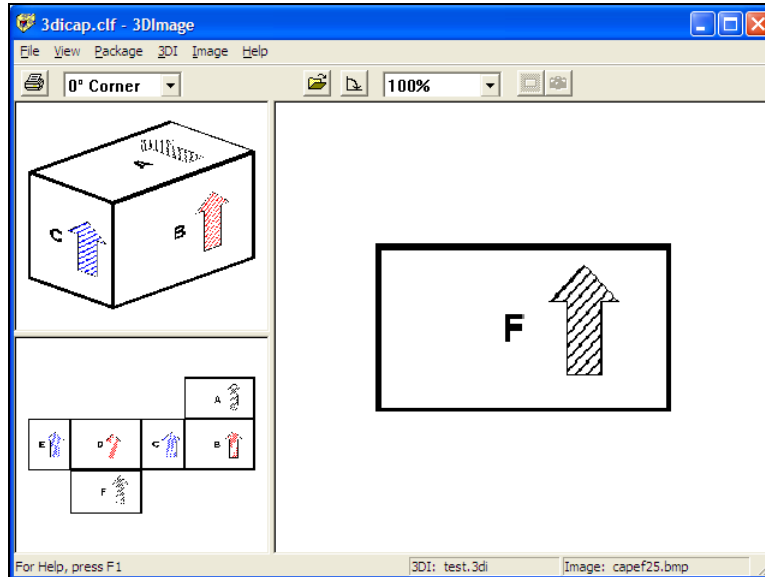 3dicap.clf - 3DImage
File View Package 3DI Image Help
0° Corner 100%
A
C B
F
A
E D C B
F
For Help, press F1 3DI: test.3di Image: capef25.bmp